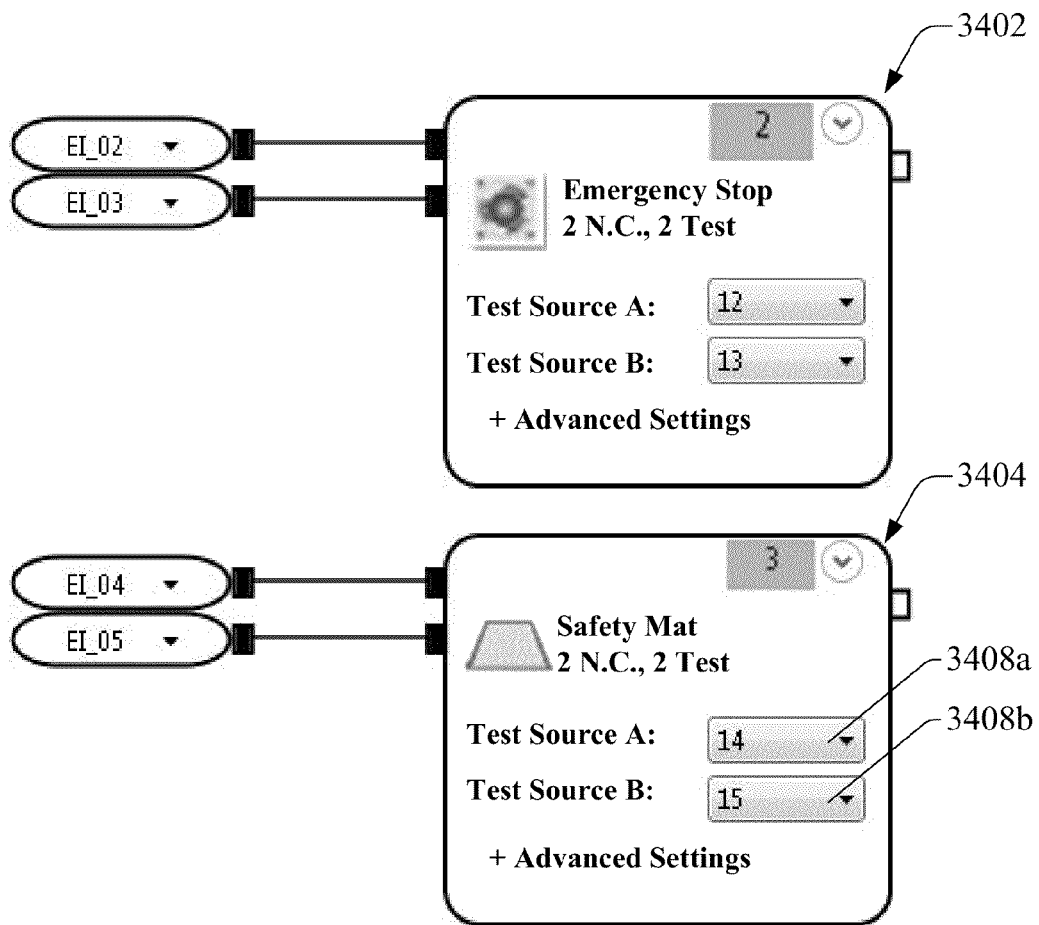 3402
2
EI_02
EI_03
Emergency Stop
2 N.C., 2 Test
Test Source A: 12
Test Source B: 13
+ Advanced Settings
3404
3
EI_04
EI_05
Safety Mat
2 N.C., 2 Test
3408a
Test Source A: 14
3408b
Test Source B: 15
+ Advanced Settings